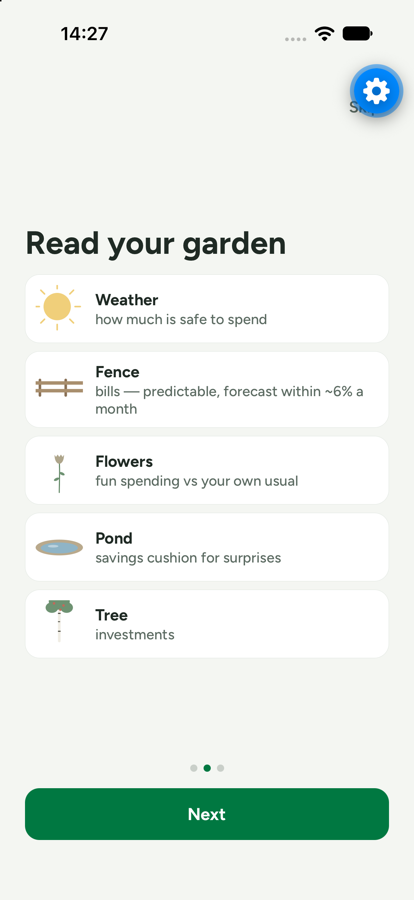 14:27
Read your garden
Weather
how much is safe to spend
Fence
bills — predictable, forecast within ~6% a
month
Flowers
fun spending vs your own usual
Pond
savings cushion for surprises
Tree
investments
Next